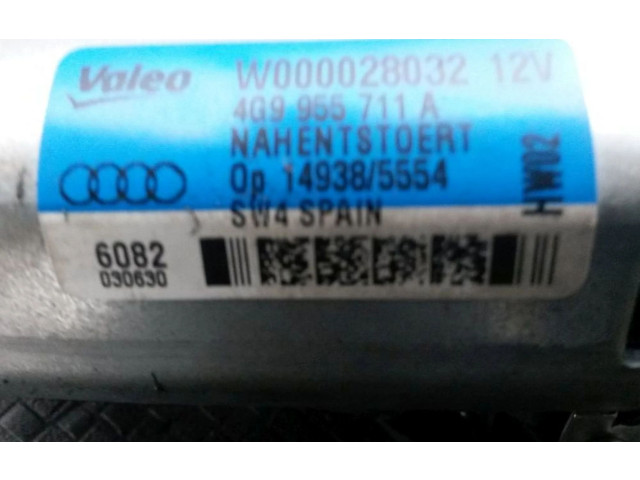 Valeo W000028032 12V
4G9 955 711 A
NAHENTSTOERT
Op 14938/5554
SW4 SPAIN
HW02
6082
030630